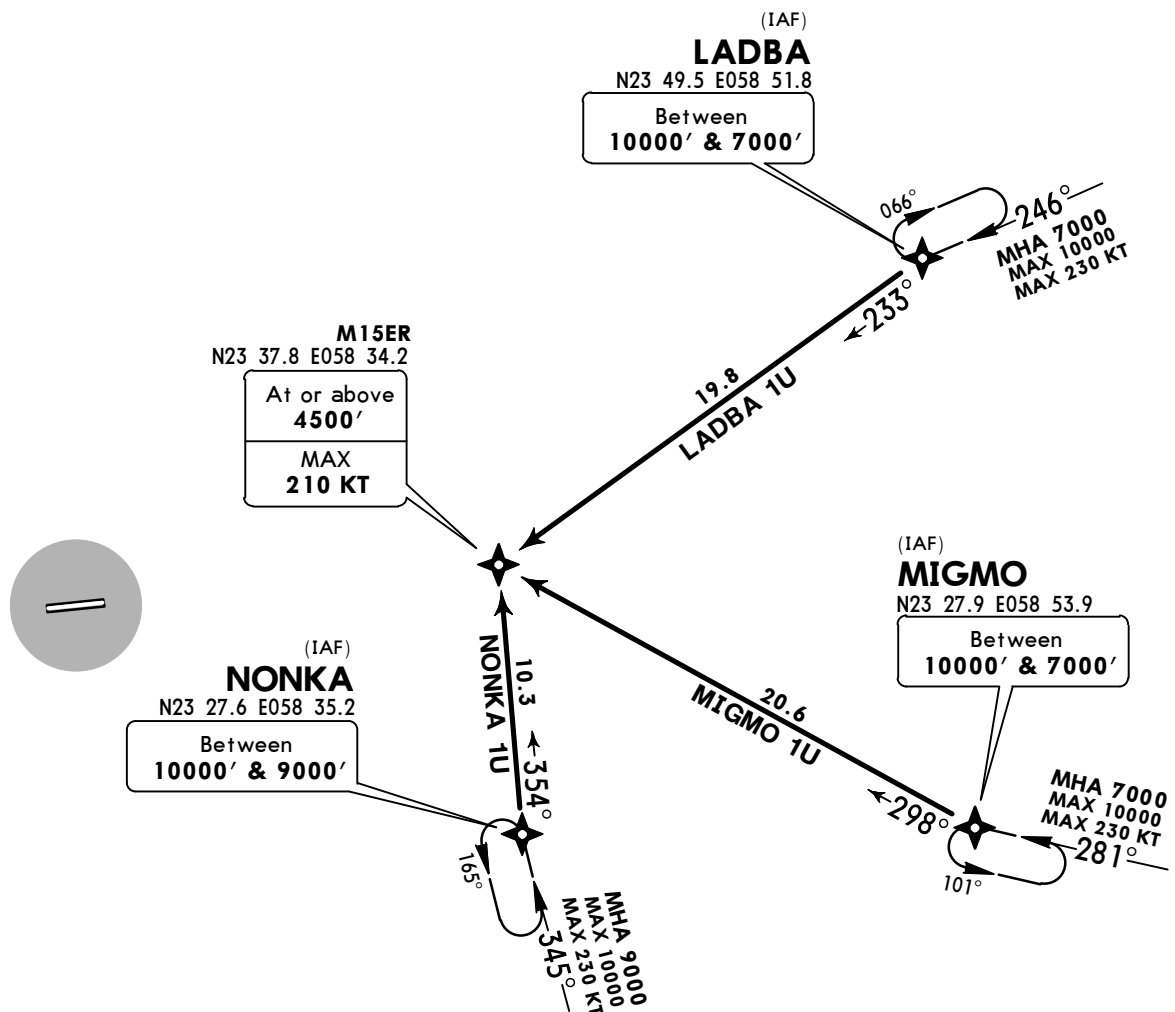 (IAF)
LADBA
N23 49.5 E058 51.8
Between
10000′ & 7000′
066°
246°
MHA 7000
MAX 10000
MAX 230 KT
←233°
19.8
LADBA 1U
M15ER
N23 37.8 E058 34.2
At or above
4500′
MAX
210 KT
(IAF)
MIGMO
N23 27.9 E058 53.9
Between
10000′ & 7000′
20.6
MIGMO 1U
←298°
MHA 7000
MAX 10000
MAX 230 KT
281°
101°
(IAF)
NONKA
N23 27.6 E058 35.2
Between
10000′ & 9000′
10.3
NONKA 1U
←354°
165°
345°
MHA 9000
MAX 10000
MAX 230 KT